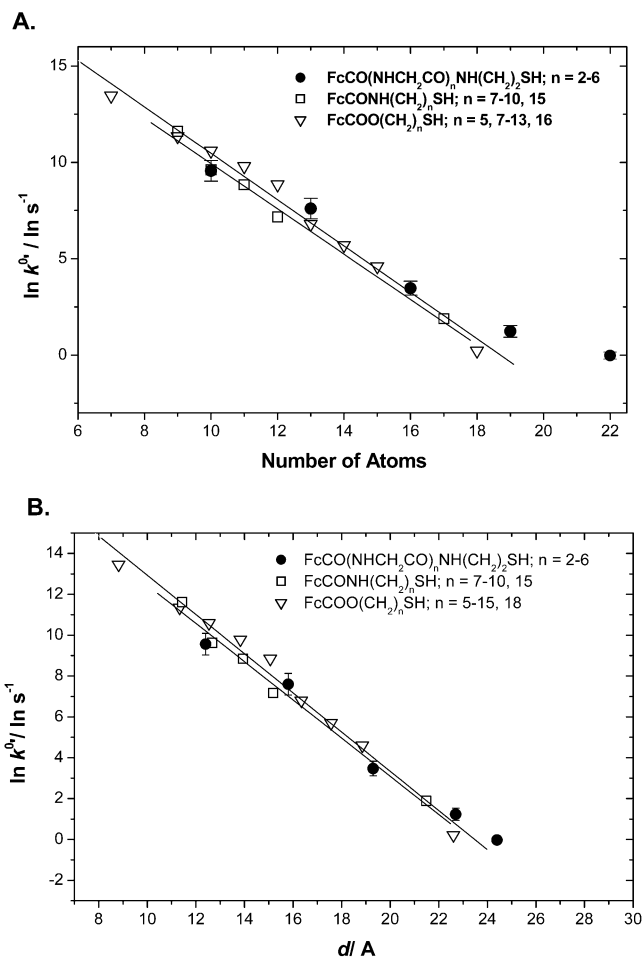 A.
FcCO(NHCH₂CO)ₙNH(CH₂)₂SH; n = 2-6
FcCONH(CH₂)ₙSH; n = 7-10, 15
FcCOO(CH₂)ₙSH; n = 5, 7-13, 16
15
10
5
0
ln k⁰' / ln s⁻¹
6 8 10 12 14 16 18 20 22
Number of Atoms
B.
FcCO(NHCH₂CO)ₙNH(CH₂)₂SH; n = 2-6
FcCONH(CH₂)ₙSH; n = 7-10, 15
FcCOO(CH₂)ₙSH; n = 5-15, 18
14
12
10
8
6
4
2
0
-2
ln k⁰'/ ln s⁻¹
8 10 12 14 16 18 20 22 24 26 28 30
d/ A